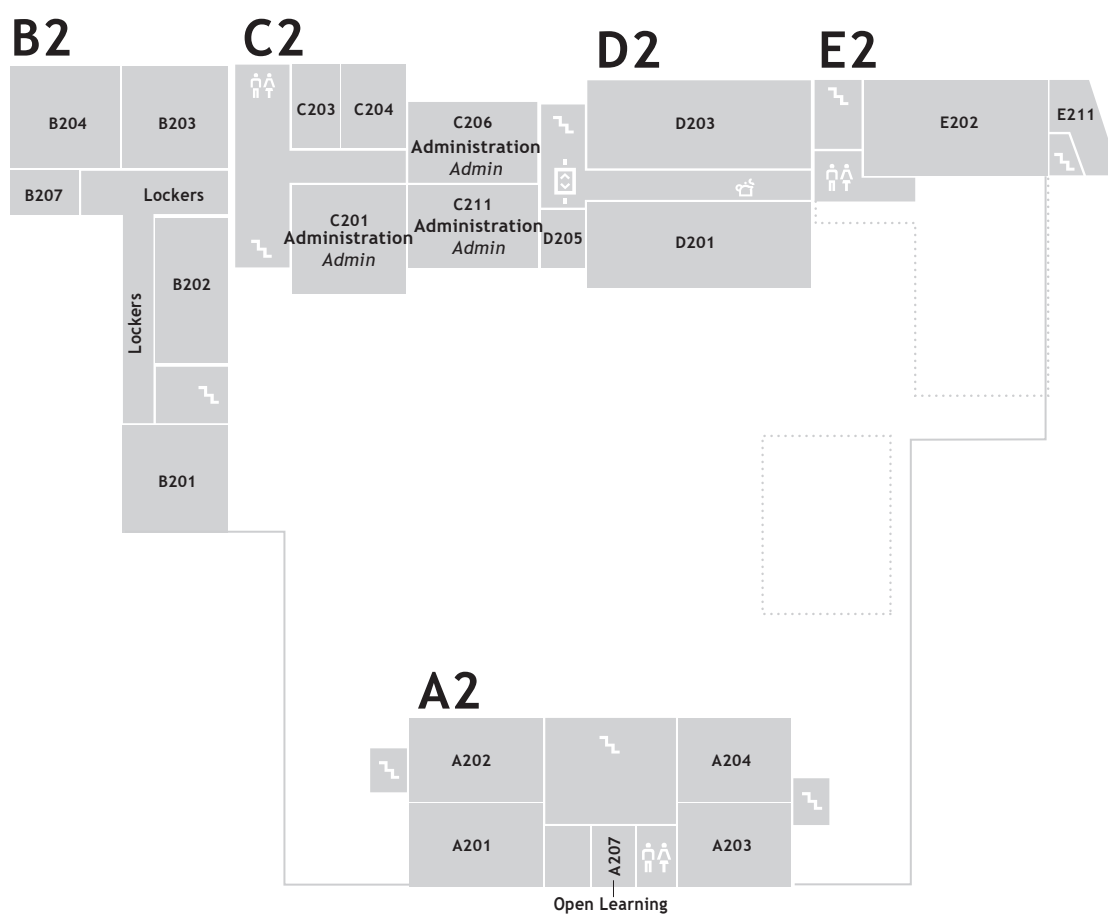 B2
C2
D2
E2
B204
B203
C203
C204
C206
Administration
Admin
D203
E202
E211
B207
Lockers
C201
Administration
Admin
C211
Administration
Admin
D205
D201
B202
Lockers
B201
A2
A202
A204
A201
A207
A203
Open Learning